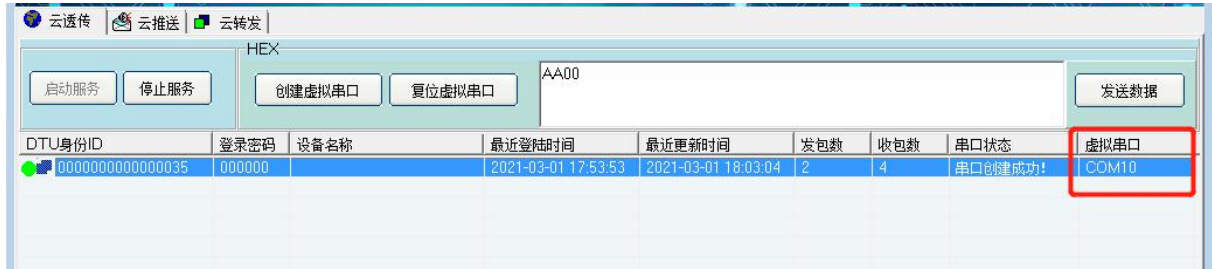 云透传 云推送 云转发
HEX
启动服务 停止服务 创建虚拟串口 复位虚拟串口 AA00 发送数据
DTU身份ID 登录密码 设备名称 最近登陆时间 最近更新时间 发包数 收包数 串口状态 虚拟串口
0000000000000035 000000 2021-03-01 17:53:53 2021-03-01 18:03:04 2 4 串口创建成功! COM10